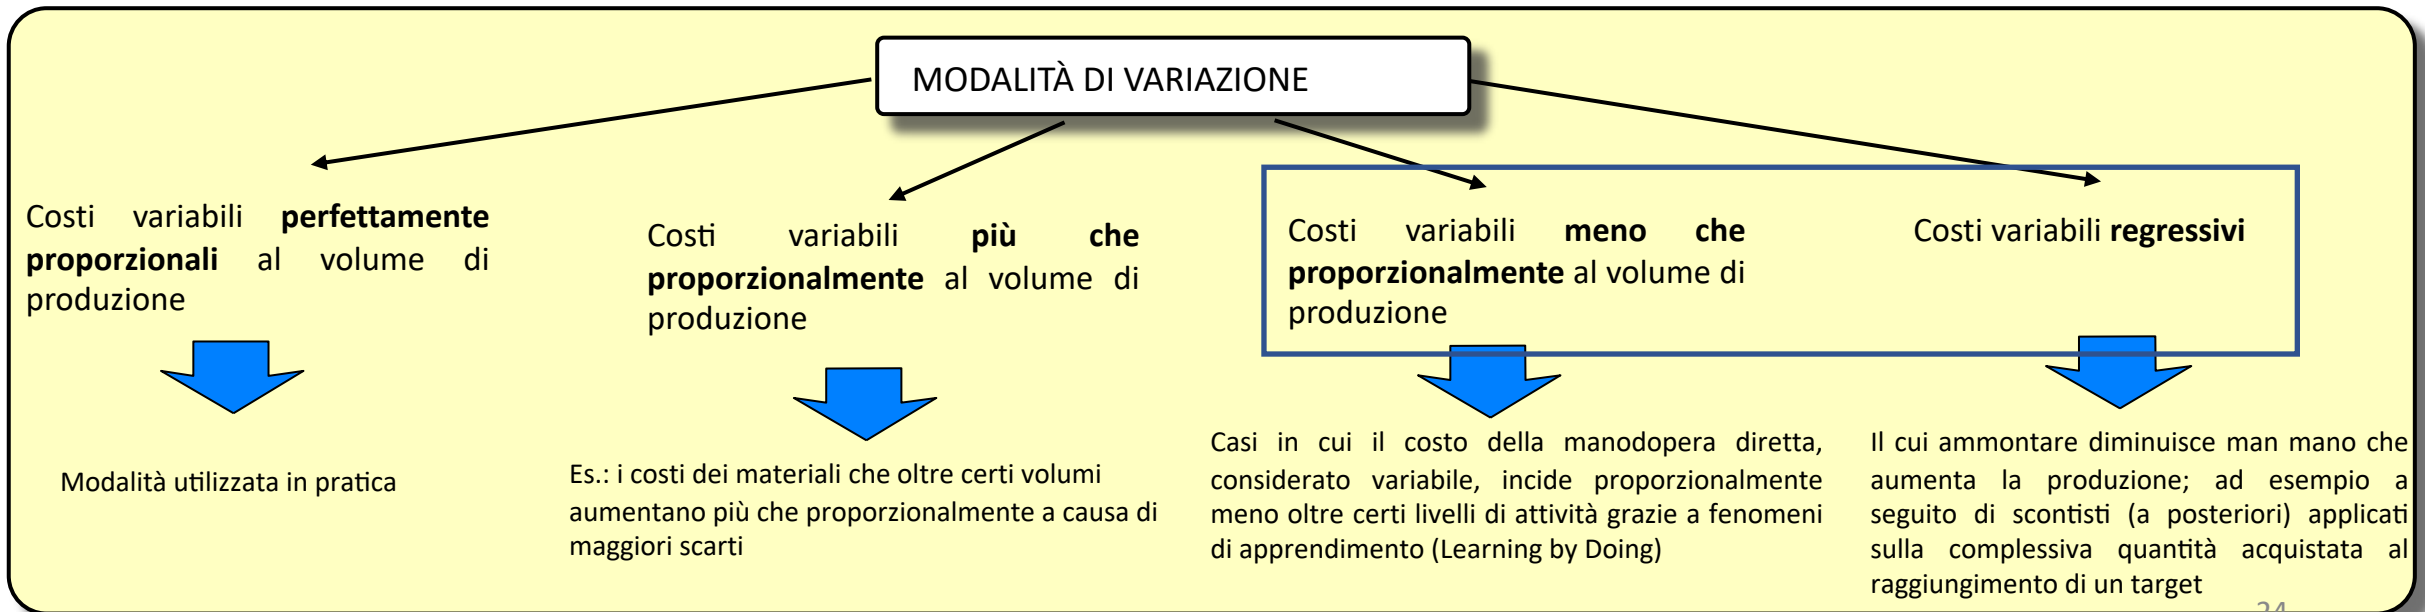 MODALITÀ DI VARIAZIONE
Costi variabili perfettamente
proporzionali al volume di
produzione
Costi variabili più che
proporzionalmente al volume di
produzione
Costi variabili meno che
proporzionalmente al volume di
produzione
Costi variabili regressivi
Modalità utilizzata in pratica
Es.: i costi dei materiali che oltre certi volumi
aumentano più che proporzionalmente a causa di
maggiori scarti
Casi in cui il costo della manodopera diretta,
considerato variabile, incide proporzionalmente
meno oltre certi livelli di attività grazie a fenomeni
di apprendimento (Learning by Doing)
Il cui ammontare diminuisce man mano che
aumenta la produzione; ad esempio a
seguito di scontisti (a posteriori) applicati
sulla complessiva quantità acquistata al
raggiungimento di un target
24